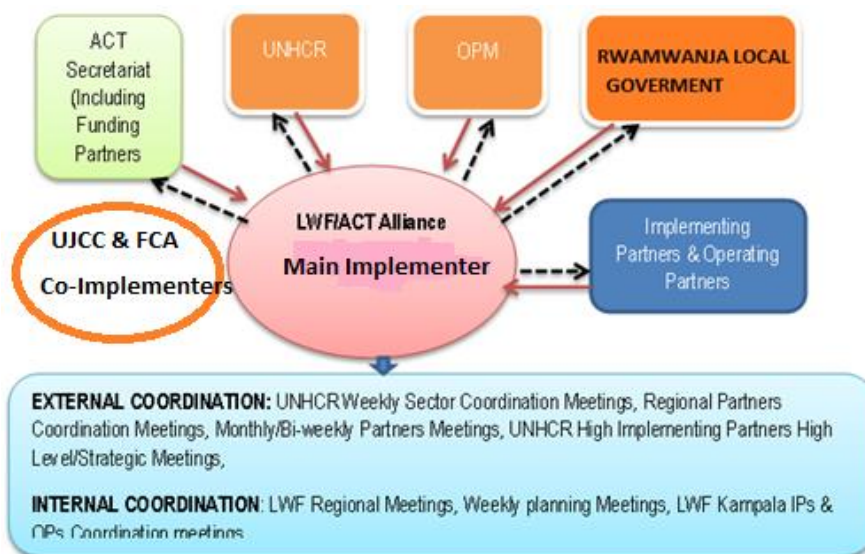 ACT
Secretariat
(Including
Funding
Partners
UNHCR
OPM
RWAMWANJA LOCAL
GOVERMENT
LWF/ACT Alliance
Main Implementer
UJCC & FCA
Co-Implementers
Implementing
Partners & Operating
Partners
EXTERNAL COORDINATION: UNHCR Weekly Sector Coordination Meetings, Regional Partners
Coordination Meetings, Monthly/Bi-weekly Partners Meetings, UNHCR High Implementing Partners High
Level/Strategic Meetings,
INTERNAL COORDINATION: LWF Regional Meetings, Weekly planning Meetings, LWF Kampala IPs &
OPs Coordination meetings